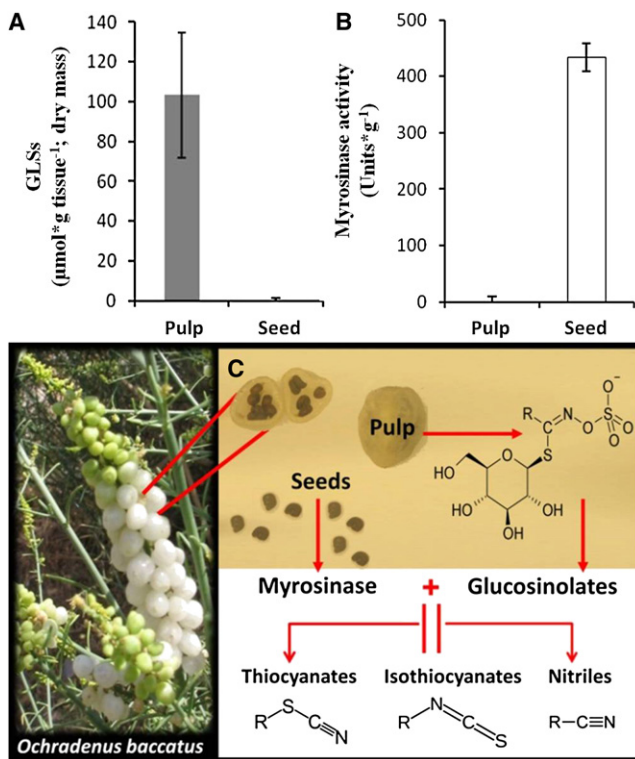 A
GLSs
(µmol*g tissue⁻¹; dry mass)
140
120
100
80
60
40
20
0
Pulp
Seed
B
Myrosinase activity
(Units*g⁻¹)
500
400
300
200
100
0
Pulp
Seed
C
Pulp
Seeds
R
N
O
S
O⁻
O
O
S
O
HO
HO
OH
OH
OH
Myrosinase + Glucosinolates
Thiocyanates
Isothiocyanates
Nitriles
R
S
N
R
N
S
R—C≡N
Ochradenus baccatus